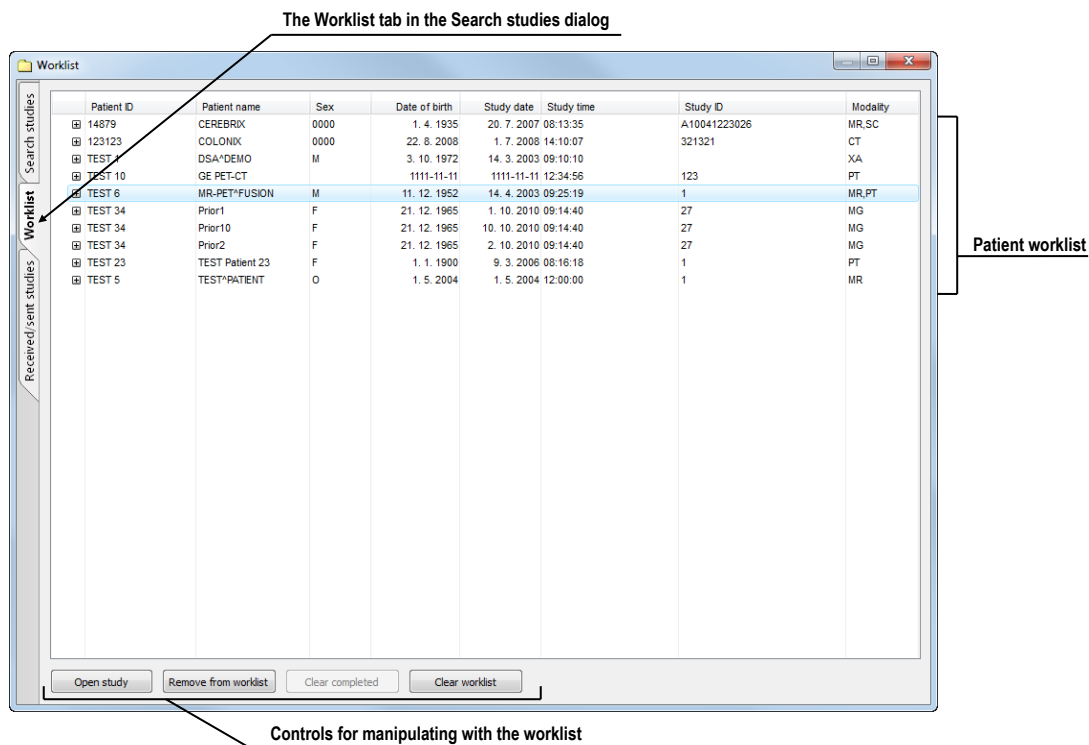 The Worklist tab in the Search studies dialog
Worklist
Search studies
Worklist
Received/sent studies
Patient ID Patient name Sex Date of birth Study date Study time Study ID Modality
14879 CEREBRIX 0000 1. 4. 1935 20. 7. 2007 08:13:35 A10041223026 MR,SC
123123 COLONIX 0000 22. 8. 2008 1. 7. 2008 14:10:07 321321 CT
TEST 1 DSA^DEMO M 3. 10. 1972 14. 3. 2003 09:10:10 XA
TEST 10 GE PET-CT 1111-11-11 1111-11-11 12:34:56 123 PT
TEST 6 MR-PET^FUSION M 11. 12. 1952 14. 4. 2003 09:25:19 1 MR,PT
TEST 34 Prior1 F 21. 12. 1965 1. 10. 2010 09:14:40 27 MG
TEST 34 Prior10 F 21. 12. 1965 10. 10. 2010 09:14:40 27 MG
TEST 34 Prior2 F 21. 12. 1965 2. 10. 2010 09:14:40 27 MG
TEST 23 TEST Patient 23 F 1. 1. 1900 9. 3. 2006 08:16:18 1 PT
TEST 5 TEST^PATIENT O 1. 5. 2004 1. 5. 2004 12:00:00 1 MR
Patient worklist
Open study Remove from worklist Clear completed Clear worklist
Controls for manipulating with the worklist